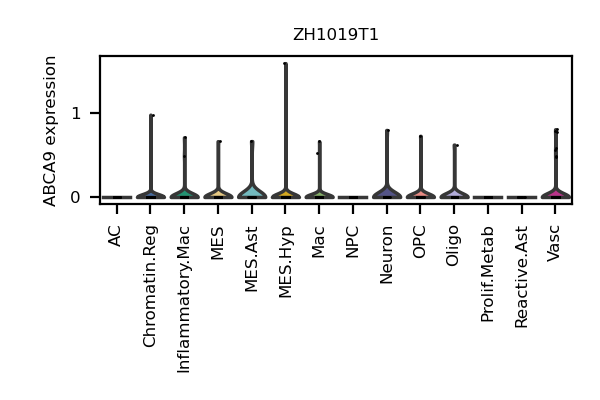 ZH1019T1
ABCA9 expression
1
0
AC
Chromatin.Reg
Inflammatory.Mac
MES
MES.Ast
MES.Hyp
Mac
NPC
Neuron
OPC
Oligo
Prolif.Metab
Reactive.Ast
Vasc